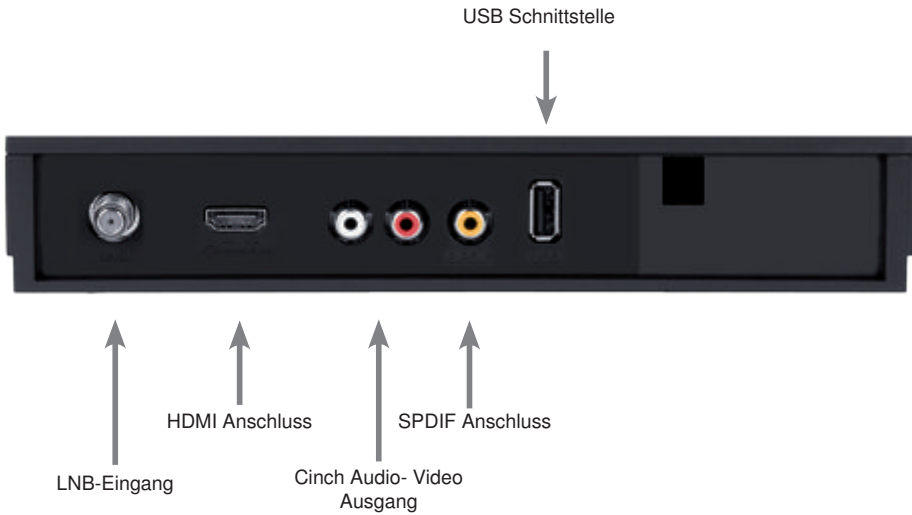 USB Schnittstelle
HDMI Anschluss
SPDIF Anschluss
LNB-Eingang
Cinch Audio- Video
Ausgang